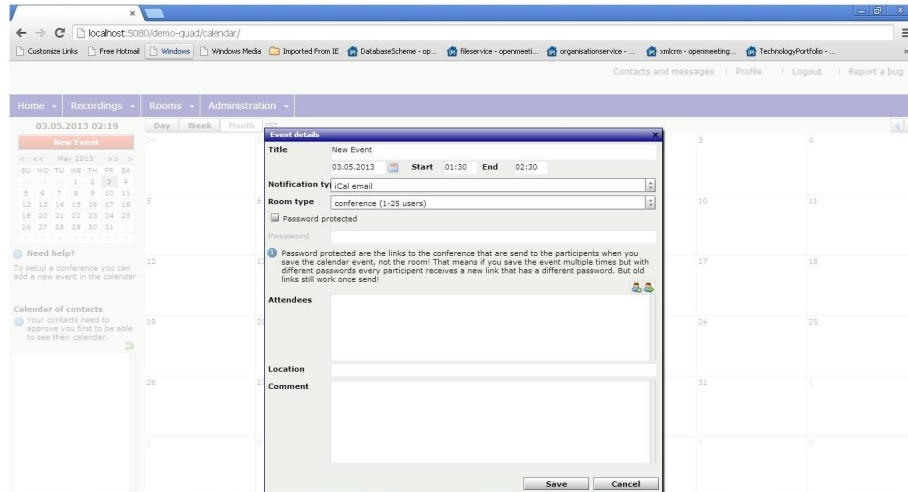 localhost:5080/demo-quad/calendar/
Customize Links Free Hotmail Windows Windows Media Imported From IE DatabaseScheme - op... fileservice - openmeeti... organisationservice - ... xmlcrm - openmeeting... TechnologyPortfolio - ...
Contacts and messages | Profile | Logout | Report a bug
Home Recordings Rooms Administration
03.05.2013 02:19
Day Week Month IST
New Event
< << May 2013 >> >
SU MO TU WE TH FR SA
1 2 3 4
5 6 7 8 9 10 11
12 13 14 15 16 17 18
19 20 21 22 23 24 25
26 27 28 29 30 31
Need help?
To setup a conference you can
add a new event in the calendar
Calendar of contacts
Your contacts need to
approve you first to be able
to see their calendar.
Event details x
Title New Event
03.05.2013 Start 01:30 End 02:30
Notification ty iCal email
Room type conference (1-25 users)
Password protected
Password
Password protected are the links to the conference that are send to the participants when you
save the calendar event, not the room! That means if you save the event multiple times but with
different passwords every participant receives a new link that has a different password. But old
links still work once send!
Attendees
Location
Comment
Save Cancel
3 4
5 6 10 11
12 17 18
19 24 25
26 31